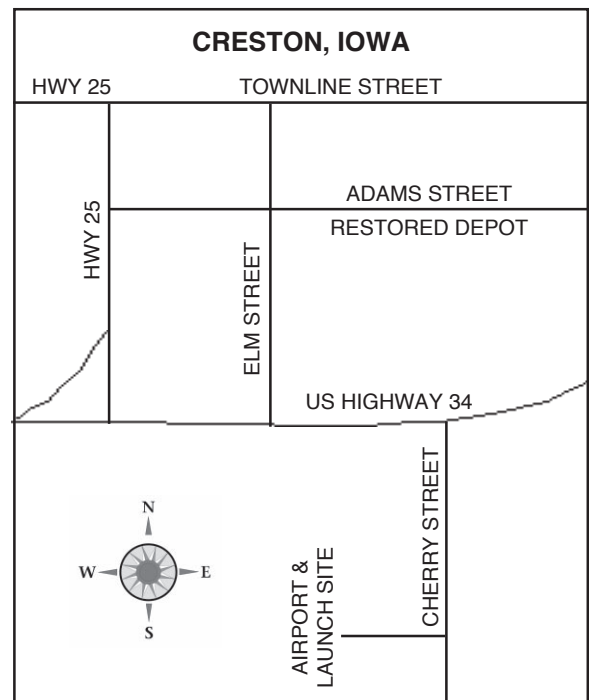 CRESTON, IOWA
HWY 25
TOWNLINE STREET
ADAMS STREET
RESTORED DEPOT
HWY 25
ELM STREET
US HIGHWAY 34
CHERRY STREET
AIRPORT &
LAUNCH SITE
N
W
E
S